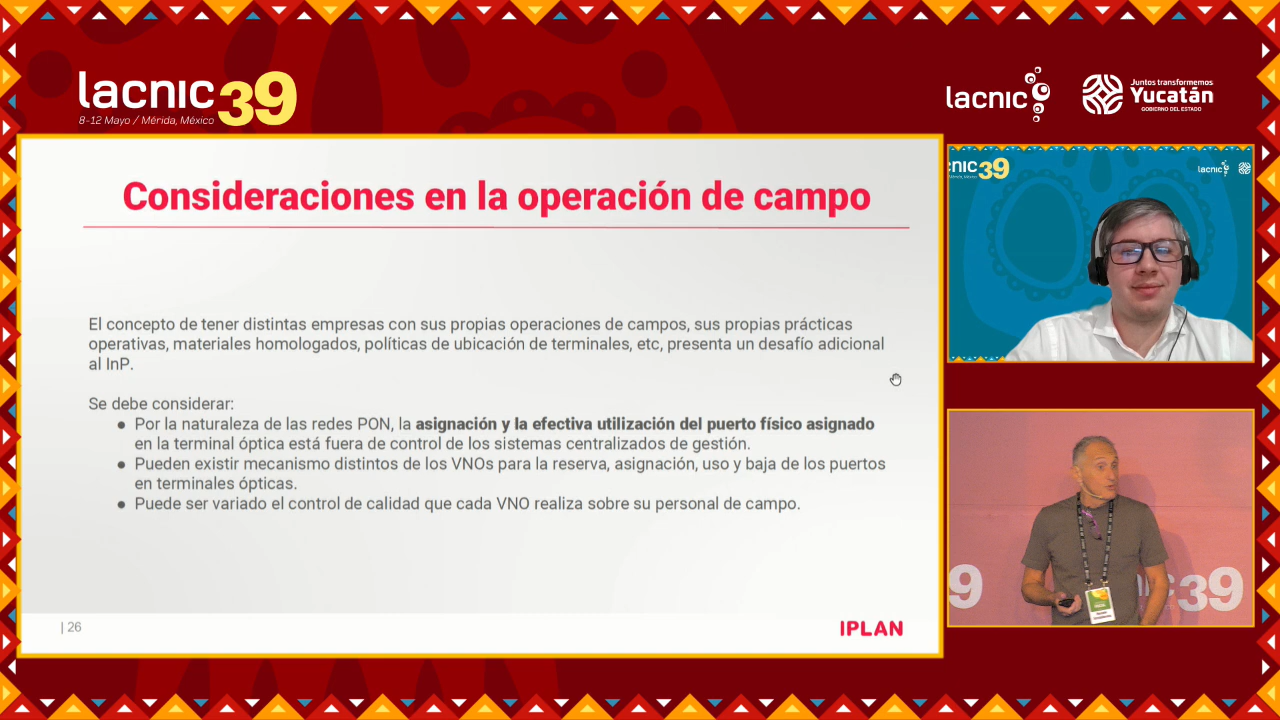 lacnic 39
8-12 Mayo / Mérida, México
lacnic
Juntos transformemos
Yucatán
GOBIERNO DEL ESTADO
Consideraciones en la operación de campo
El concepto de tener distintas empresas con sus propias operaciones de campos, sus propias prácticas
operativas, materiales homologados, políticas de ubicación de terminales, etc, presenta un desafío adicional
al InP.
Se debe considerar:
● Por la naturaleza de las redes PON, la asignación y la efectiva utilización del puerto físico asignado
en la terminal óptica está fuera de control de los sistemas centralizados de gestión.
● Pueden existir mecanismo distintos de los VNOs para la reserva, asignación, uso y baja de los puertos
en terminales ópticas.
● Puede ser variado el control de calidad que cada VNO realiza sobre su personal de campo.
| 26
IPLAN
cnic 39
lacnic
9
39